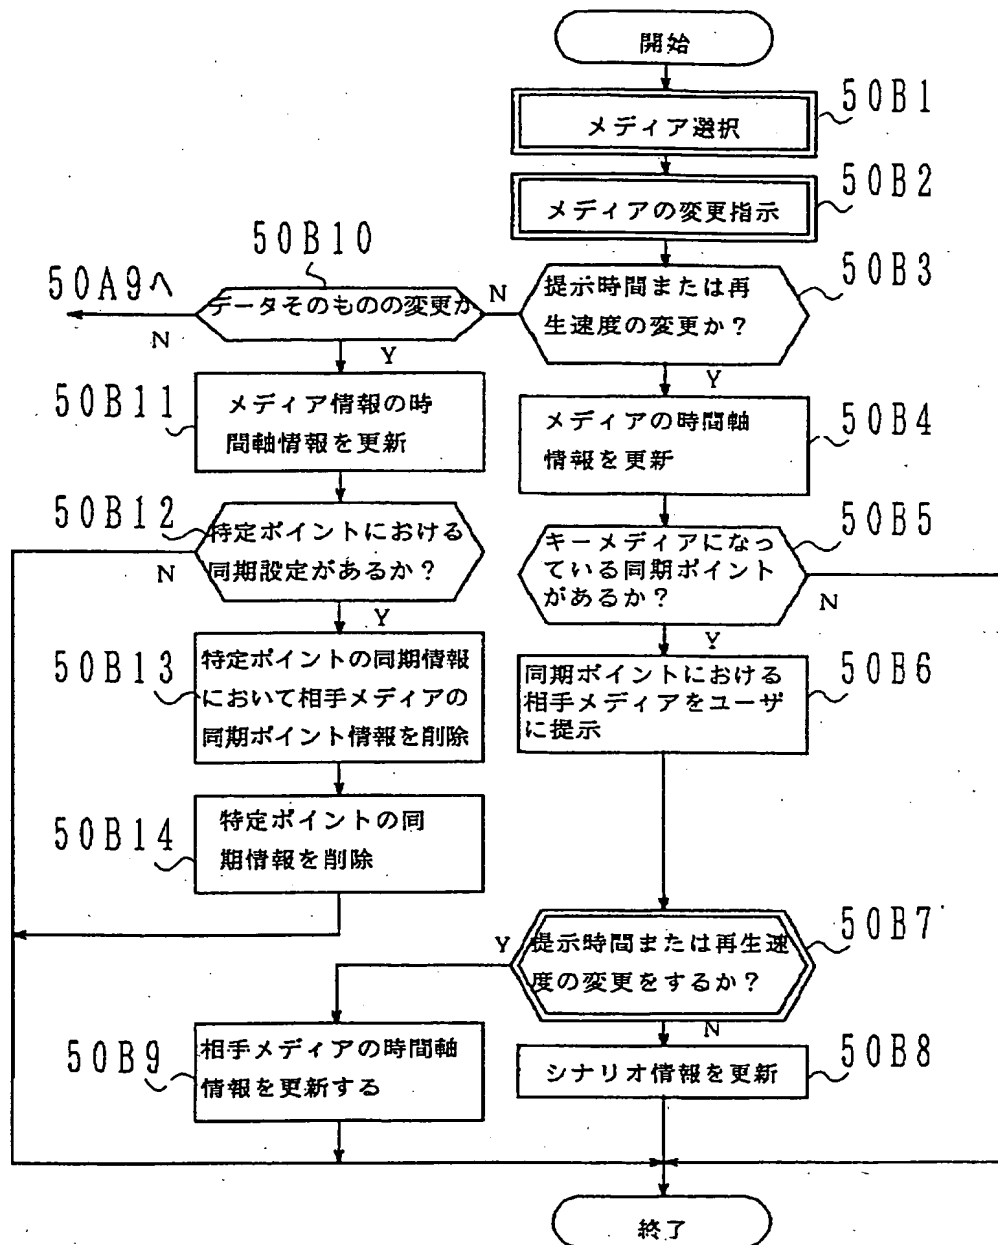 開始
50B1
メディア選択
50B2
メディアの変更指示
50B3
提示時間または再
生速度の変更か？
N
Y
50B10
データそのものの変更か
50A9へ
N
Y
50B11
メディア情報の時
間軸情報を更新
50B4
メディアの時間軸
情報を更新
50B12
特定ポイントにおける
同期設定があるか？
N
Y
50B5
キーメディアになっ
ている同期ポイント
があるか？
N
Y
50B13
特定ポイントの同期情報
において相手メディアの
同期ポイント情報を削除
50B6
同期ポイントにおける
相手メディアをユーザ
に提示
50B14
特定ポイントの同
期情報を削除
50B7
提示時間または再生速
度の変更をするか？
Y
N
50B9
相手メディアの時間軸
情報を更新する
50B8
シナリオ情報を更新
終了